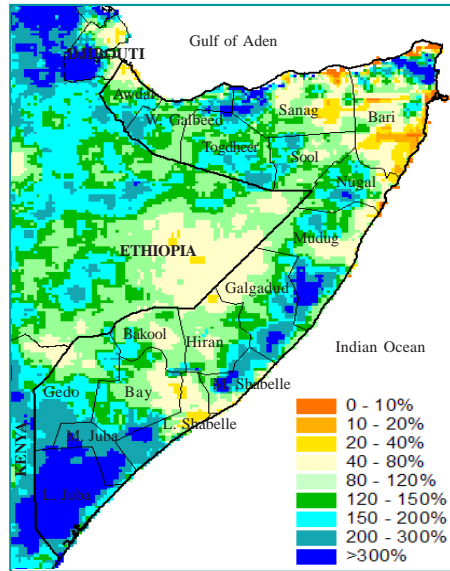 Gulf of Aden
DJIBOUTI
Awdal
Sanag
W. Galbeed
Bari
Togdheer
Sool
Nugal
ETHIOPIA
Mudug
Galgadud
Bakool
Hiran
Indian Ocean
Gedo
Bay
M. Shabelle
L. Shabelle
M. Juba
KENYA
L. Juba
0 - 10%
10 - 20%
20 - 40%
40 - 80%
80 - 120%
120 - 150%
150 - 200%
200 - 300%
>300%